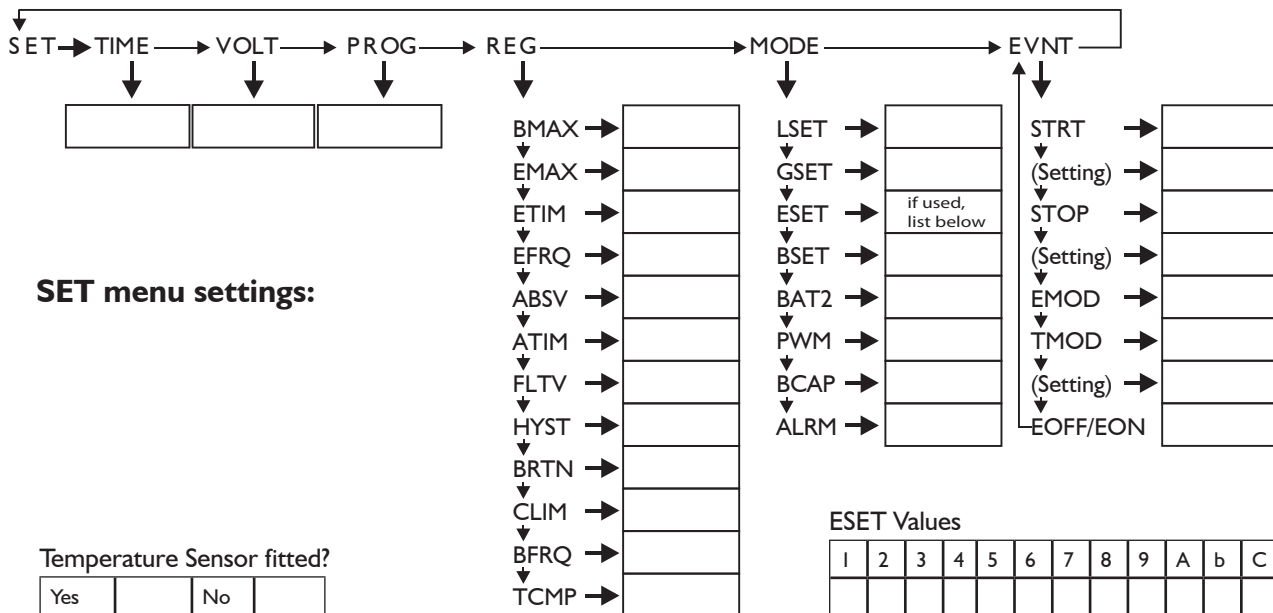 SET TIME VOLT PROG REG MODE EVNT
BMAX
EMAX
ETIM
EFRQ
ABSV
ATIM
FLTV
HYST
BRTN
CLIM
BFRQ
TCMP
LSET
GSET
ESET if used,
list below
BSET
BAT2
PWM
BCAP
ALRM
STRT
(Setting)
STOP
(Setting)
EMOD
TMOD
(Setting)
EOFF/EON
SET menu settings:
Temperature Sensor fitted?
Yes No
ESET Values
1 2 3 4 5 6 7 8 9 A b C